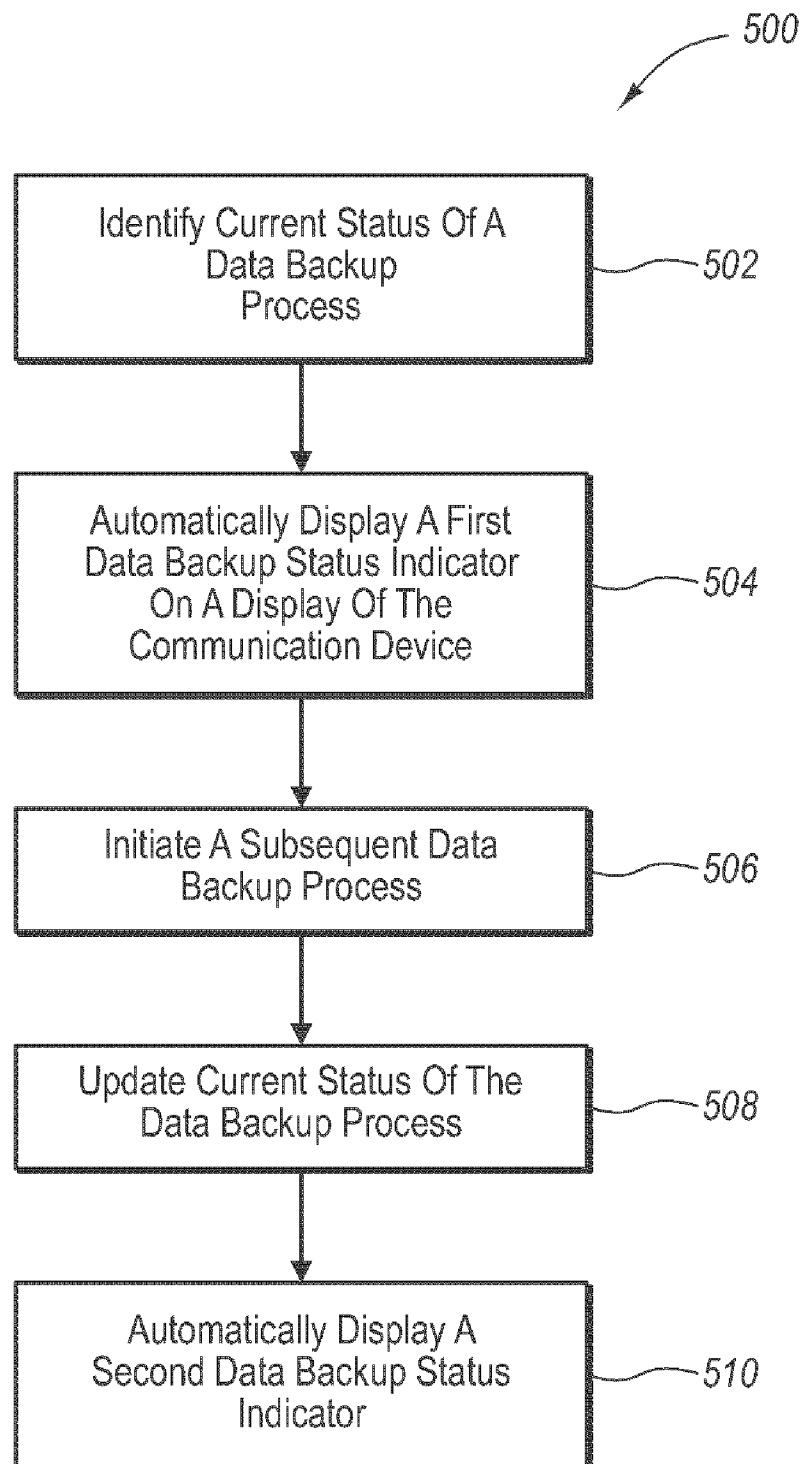 500
Identify Current Status Of A
Data Backup
Process
502
Automatically Display A First
Data Backup Status Indicator
On A Display Of The
Communication Device
504
Initiate A Subsequent Data
Backup Process
506
Update Current Status Of The
Data Backup Process
508
Automatically Display A
Second Data Backup Status
Indicator
510